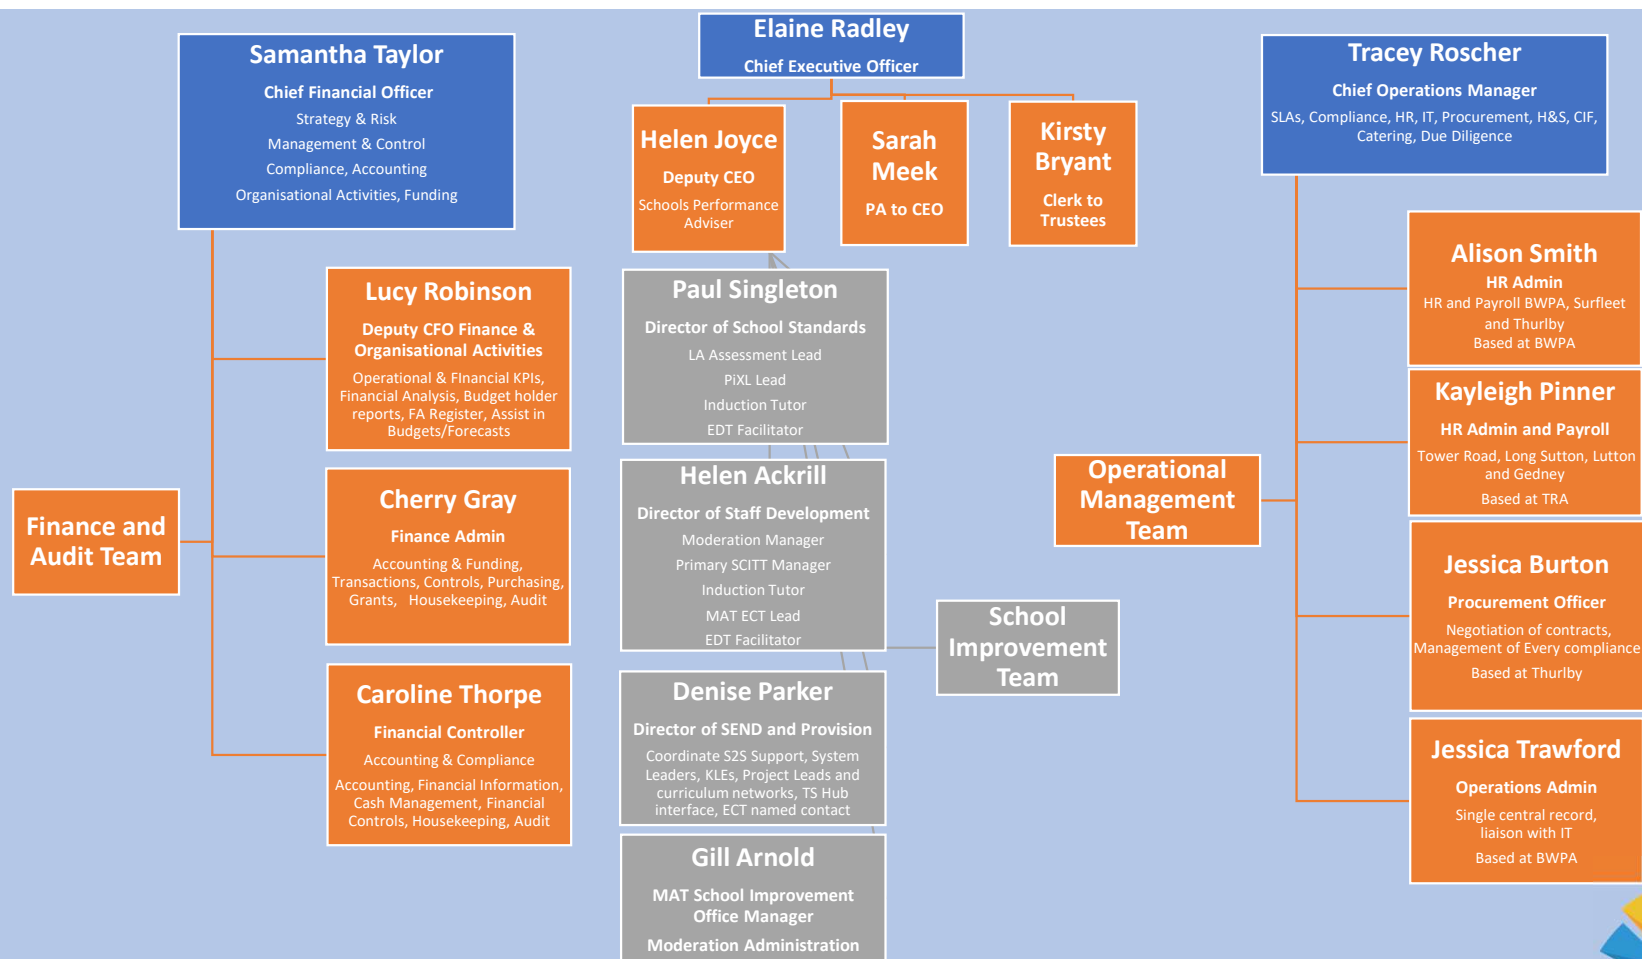 Samantha Taylor
Chief Financial Officer
Strategy & Risk
Management & Control
Compliance, Accounting
Organisational Activities, Funding
Elaine Radley
Chief Executive Officer
Tracey Roscher
Chief Operations Manager
SLAs, Compliance, HR, IT, Procurement, H&S, CIF,
Catering, Due Diligence
Helen Joyce
Deputy CEO
Schools Performance
Adviser
Sarah
Meek
PA to CEO
Kirsty
Bryant
Clerk to
Trustees
Lucy Robinson
Deputy CFO Finance &
Organisational Activities
Operational & FInancial KPIs,
Financial Analysis, Budget holder
reports, FA Register, Assist in
Budgets/Forecasts
Cherry Gray
Finance Admin
Accounting & Funding,
Transactions, Controls, Purchasing,
Grants, Housekeeping, Audit
Caroline Thorpe
Financial Controller
Accounting & Compliance
Accounting, Financial Information,
Cash Management, Financial
Controls, Housekeeping, Audit
Finance and
Audit Team
Paul Singleton
Director of School Standards
LA Assessment Lead
PiXL Lead
Induction Tutor
EDT Facilitator
Helen Ackrill
Director of Staff Development
Moderation Manager
Primary SCITT Manager
Induction Tutor
MAT ECT Lead
EDT Facilitator
Denise Parker
Director of SEND and Provision
Coordinate S2S Support, System
Leaders, KLEs, Project Leads and
curriculum networks, TS Hub
interface, ECT named contact
Gill Arnold
MAT School Improvement
Office Manager
Moderation Administration
School
Improvement
Team
Operational
Management
Team
Alison Smith
HR Admin
HR and Payroll BWPA, Surfleet
and Thurlby
Based at BWPA
Kayleigh Pinner
HR Admin and Payroll
Tower Road, Long Sutton, Lutton
and Gedney
Based at TRA
Jessica Burton
Procurement Officer
Negotiation of contracts,
Management of Every compliance
Based at Thurlby
Jessica Trawford
Operations Admin
Single central record,
liaison with IT
Based at BWPA